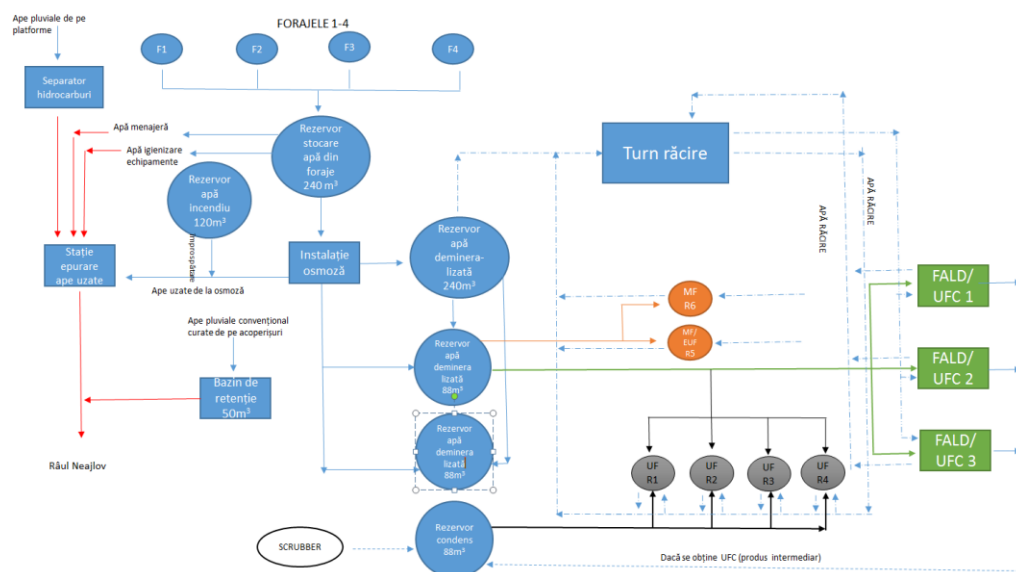 Ape pluviale de pe
platforme
FORAJELE 1-4
F1
F2
F3
F4
Separator
hidrocarburi
Apă menajeră
Apă igienizare
echipamente
Rezervor
stocare
apă din
foraje
240 m³
Turn răcire
Rezervor
apă
incendiu
120m³
APĂ RĂCIRE
APĂ RĂCIRE
Împrospătare
Stație
epurare
ape uzate
Instalație
osmoză
Rezervor
apă
deminera-
lizată
240m³
Ape uzate de la osmoză
FALD/
UFC 1
MF
R6
MF/
EUF
R5
Ape pluviale convențional
curate de pe acoperișuri
Rezervor
apă
deminera
lizată
88m³
FALD/
UFC 2
Bazin de
retenție
50m³
Rezervor
apă
deminera
lizată
88m³
FALD/
UFC 3
Râul Neajlov
UF
R1
UF
R2
UF
R3
UF
R4
SCRUBBER
Rezervor
condens
88m³
Dacă se obține UFC (produs intermediar)